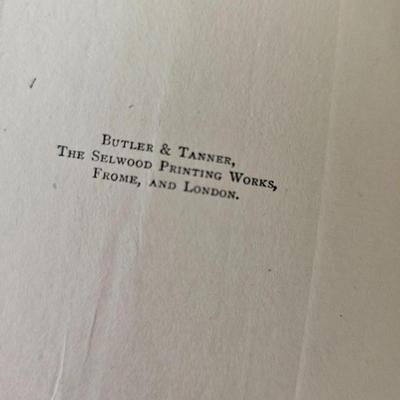 Butler & Tanner,
The Selwood Printing Works,
Frome, and London.